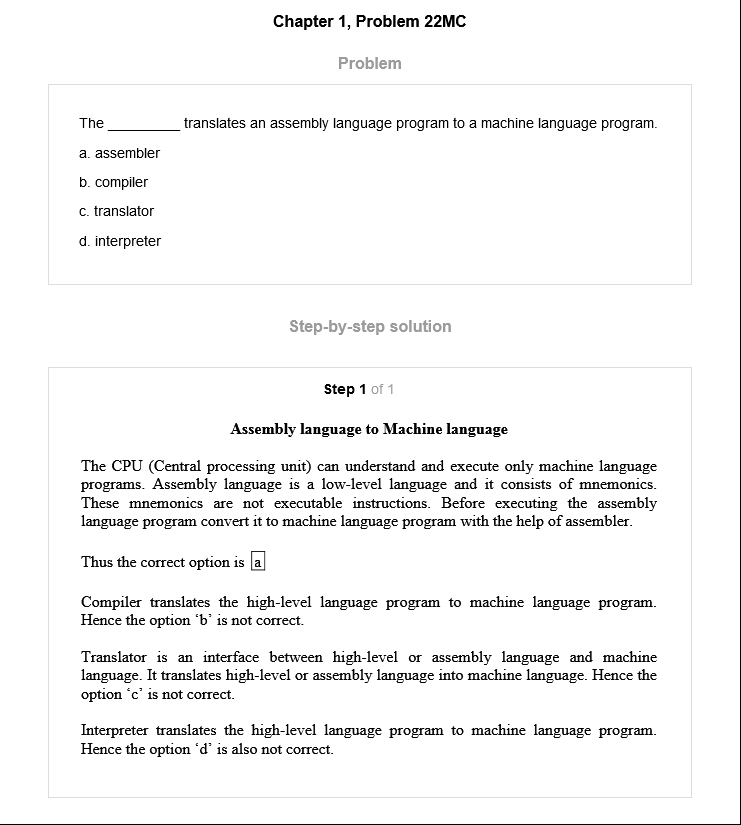 Chapter 1, Problem 22MC
Problem
The _________ translates an assembly language program to a machine language program.
a. assembler
b. compiler
c. translator
d. interpreter
Step-by-step solution
Step 1 of 1
Assembly language to Machine language
The CPU (Central processing unit) can understand and execute only machine language
programs. Assembly language is a low-level language and it consists of mnemonics.
These mnemonics are not executable instructions. Before executing the assembly
language program convert it to machine language program with the help of assembler.
Thus the correct option is a
Compiler translates the high-level language program to machine language program.
Hence the option ‘b’ is not correct.
Translator is an interface between high-level or assembly language and machine
language. It translates high-level or assembly language into machine language. Hence the
option ‘c’ is not correct.
Interpreter translates the high-level language program to machine language program.
Hence the option ‘d’ is also not correct.